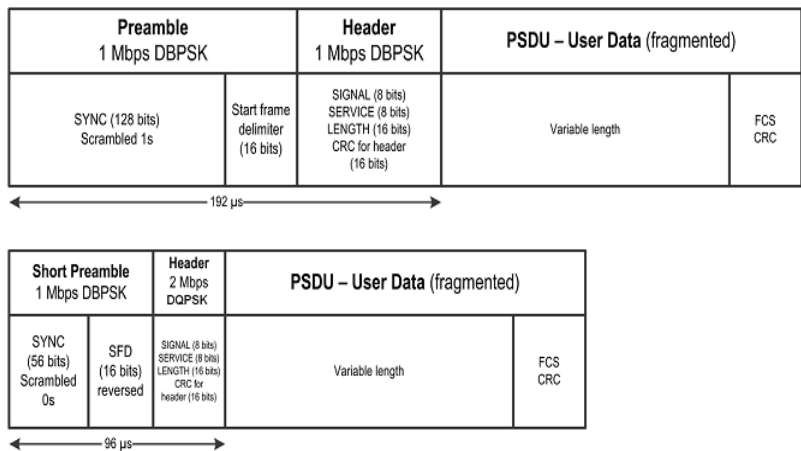 Preamble
1 Mbps DBPSK
Header
1 Mbps DBPSK
PSDU – User Data (fragmented)
SYNC (128 bits)
Scrambled 1s
Start frame
delimiter
(16 bits)
SIGNAL (8 bits)
SERVICE (8 bits)
LENGTH (16 bits)
CRC for header
(16 bits)
Variable length
FCS
CRC
192 µs
Short Preamble
1 Mbps DBPSK
Header
2 Mbps
DQPSK
PSDU – User Data (fragmented)
SYNC
(56 bits)
Scrambled
0s
SFD
(16 bits)
reversed
SIGNAL (8 bits)
SERVICE (8 bits)
LENGTH (16 bits)
CRC for
header (16 bits)
Variable length
FCS
CRC
96 µs